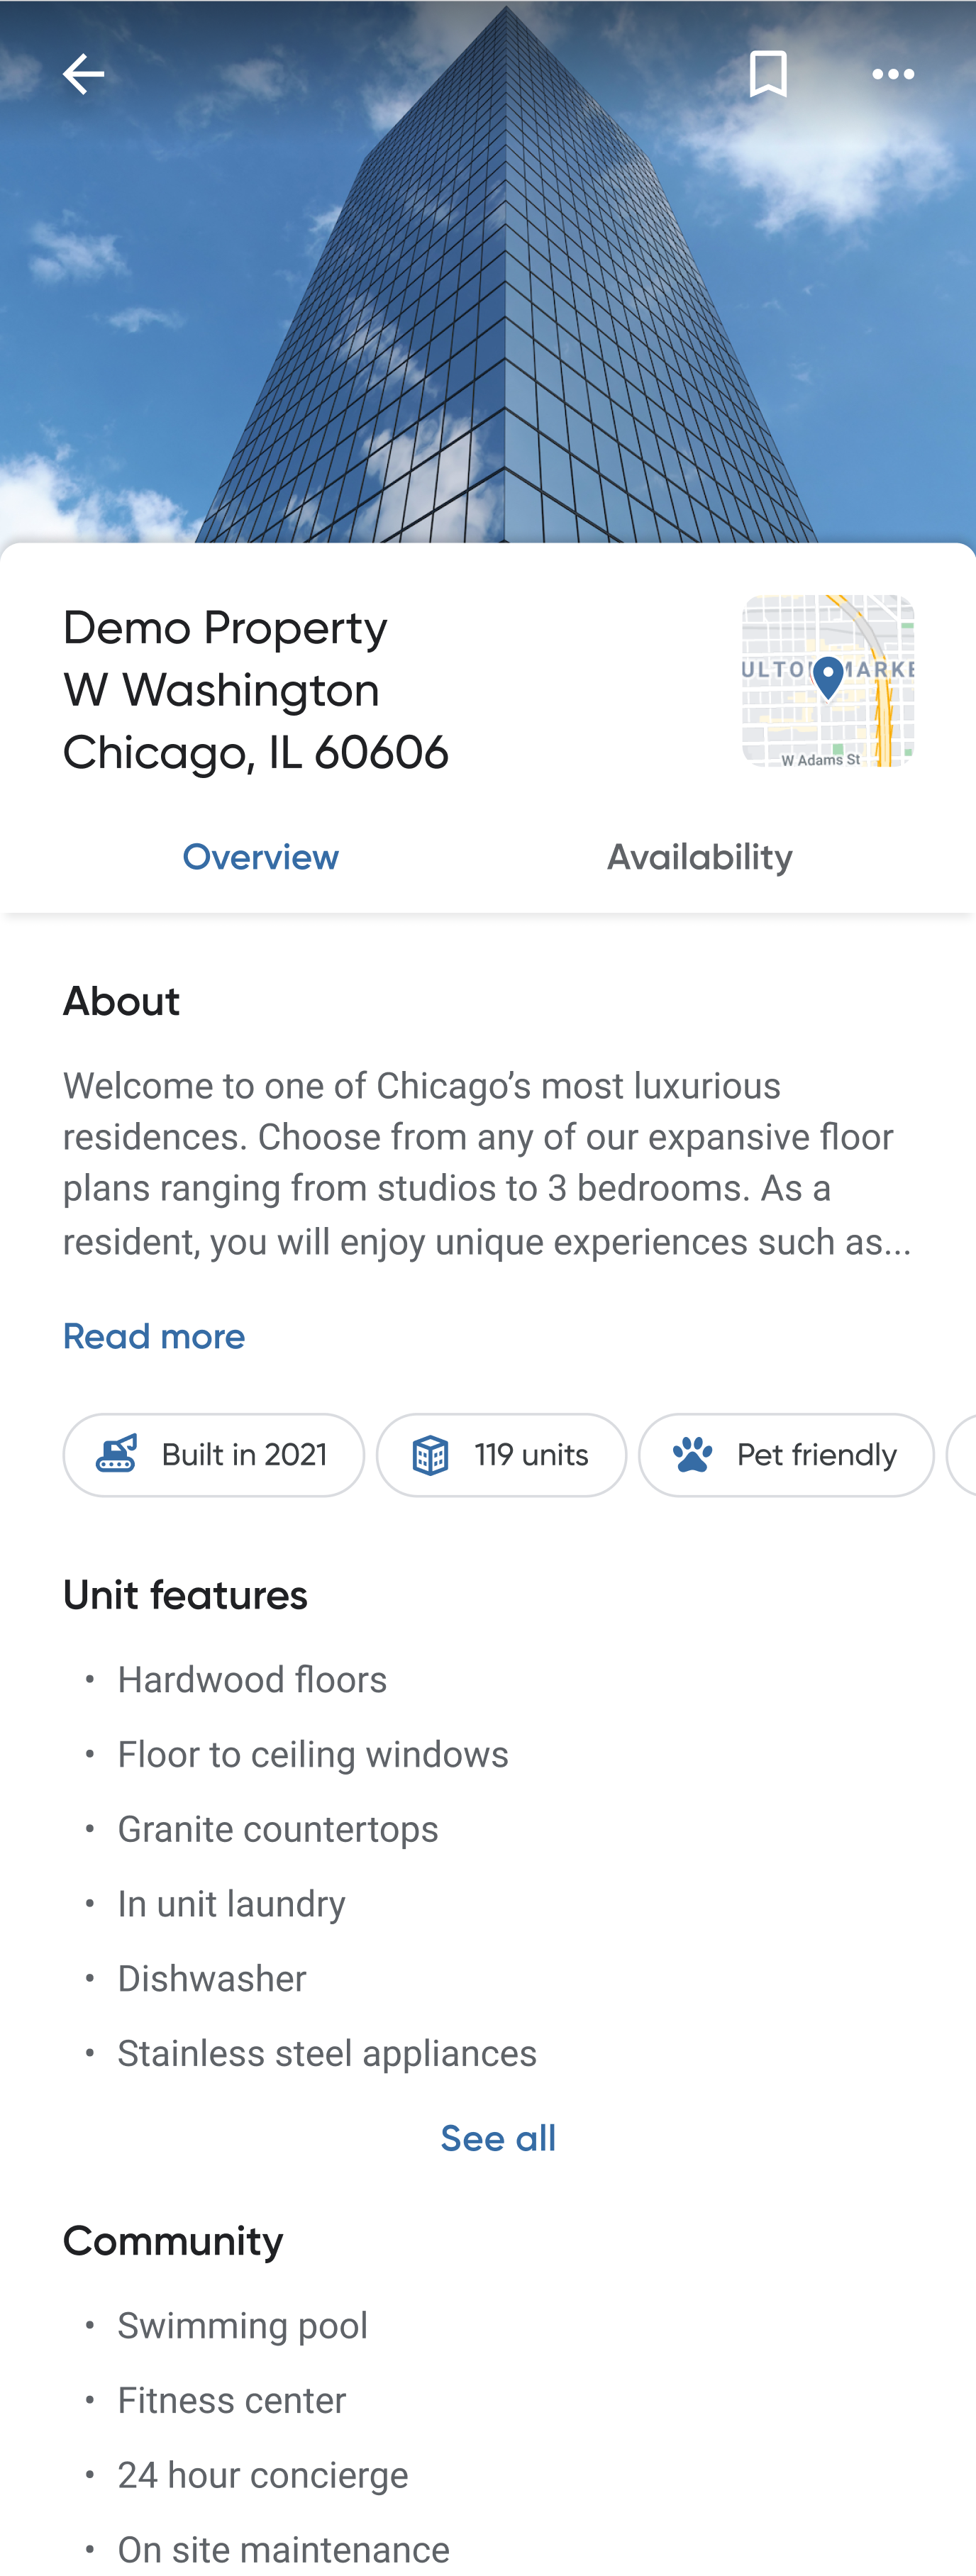 Demo Property
W Washington
Chicago, IL 60606
ULTO MARKE
W Adams St
Overview
Availability
About
Welcome to one of Chicago’s most luxurious
residences. Choose from any of our expansive floor
plans ranging from studios to 3 bedrooms. As a
resident, you will enjoy unique experiences such as...
Read more
Built in 2021
119 units
Pet friendly
Unit features
• Hardwood floors
• Floor to ceiling windows
• Granite countertops
• In unit laundry
• Dishwasher
• Stainless steel appliances
See all
Community
• Swimming pool
• Fitness center
• 24 hour concierge
• On site maintenance